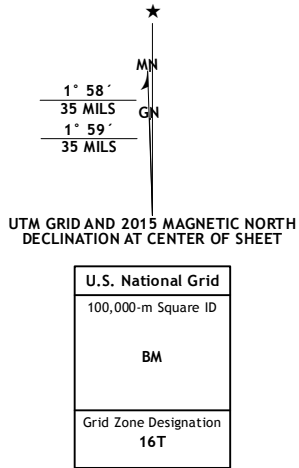 ★
MN
1° 58´
35 MILS
GN
1° 59´
35 MILS
UTM GRID AND 2015 MAGNETIC NORTH
DECLINATION AT CENTER OF SHEET
U.S. National Grid
100,000-m Square ID
BM
Grid Zone Designation
16T